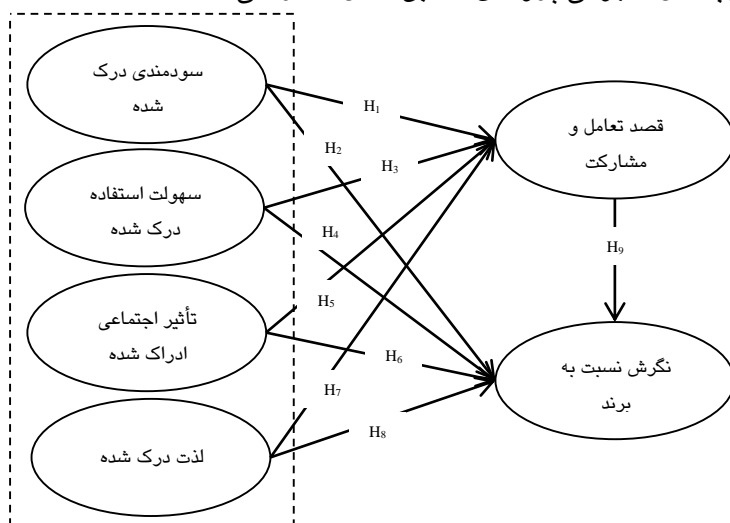 سودمندی درک
شده
سهولت استفاده
درک شده
تأثیر اجتماعی
ادراک شده
لذت درک شده
H1
H2
H3
H4
H5
H6
H7
H8
قصد تعامل و
مشارکت
H9
نگرش نسبت به
برند